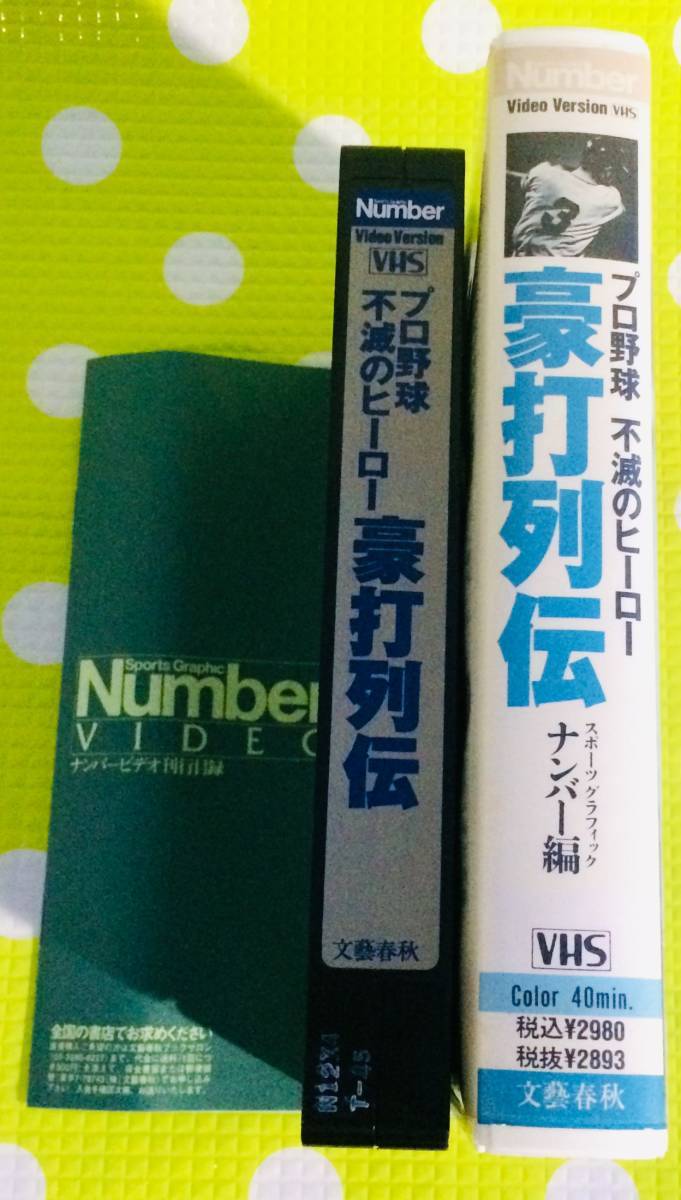 Sports Graphic
Number
VIDEO
ナンバービデオ刊行目録
全国の書店でお求めください
Sports Graphic
Number
Video Version
VHS
プロ野球
不滅のヒーロー
豪打列伝
文藝春秋
N12X4
T-45
Number
Video Version VHS
プロ野球 不滅のヒーロー
豪打列伝
スポーツグラフィック
ナンバー編
VHS
Color 40min.
税込¥2980
税抜¥2893
文藝春秋